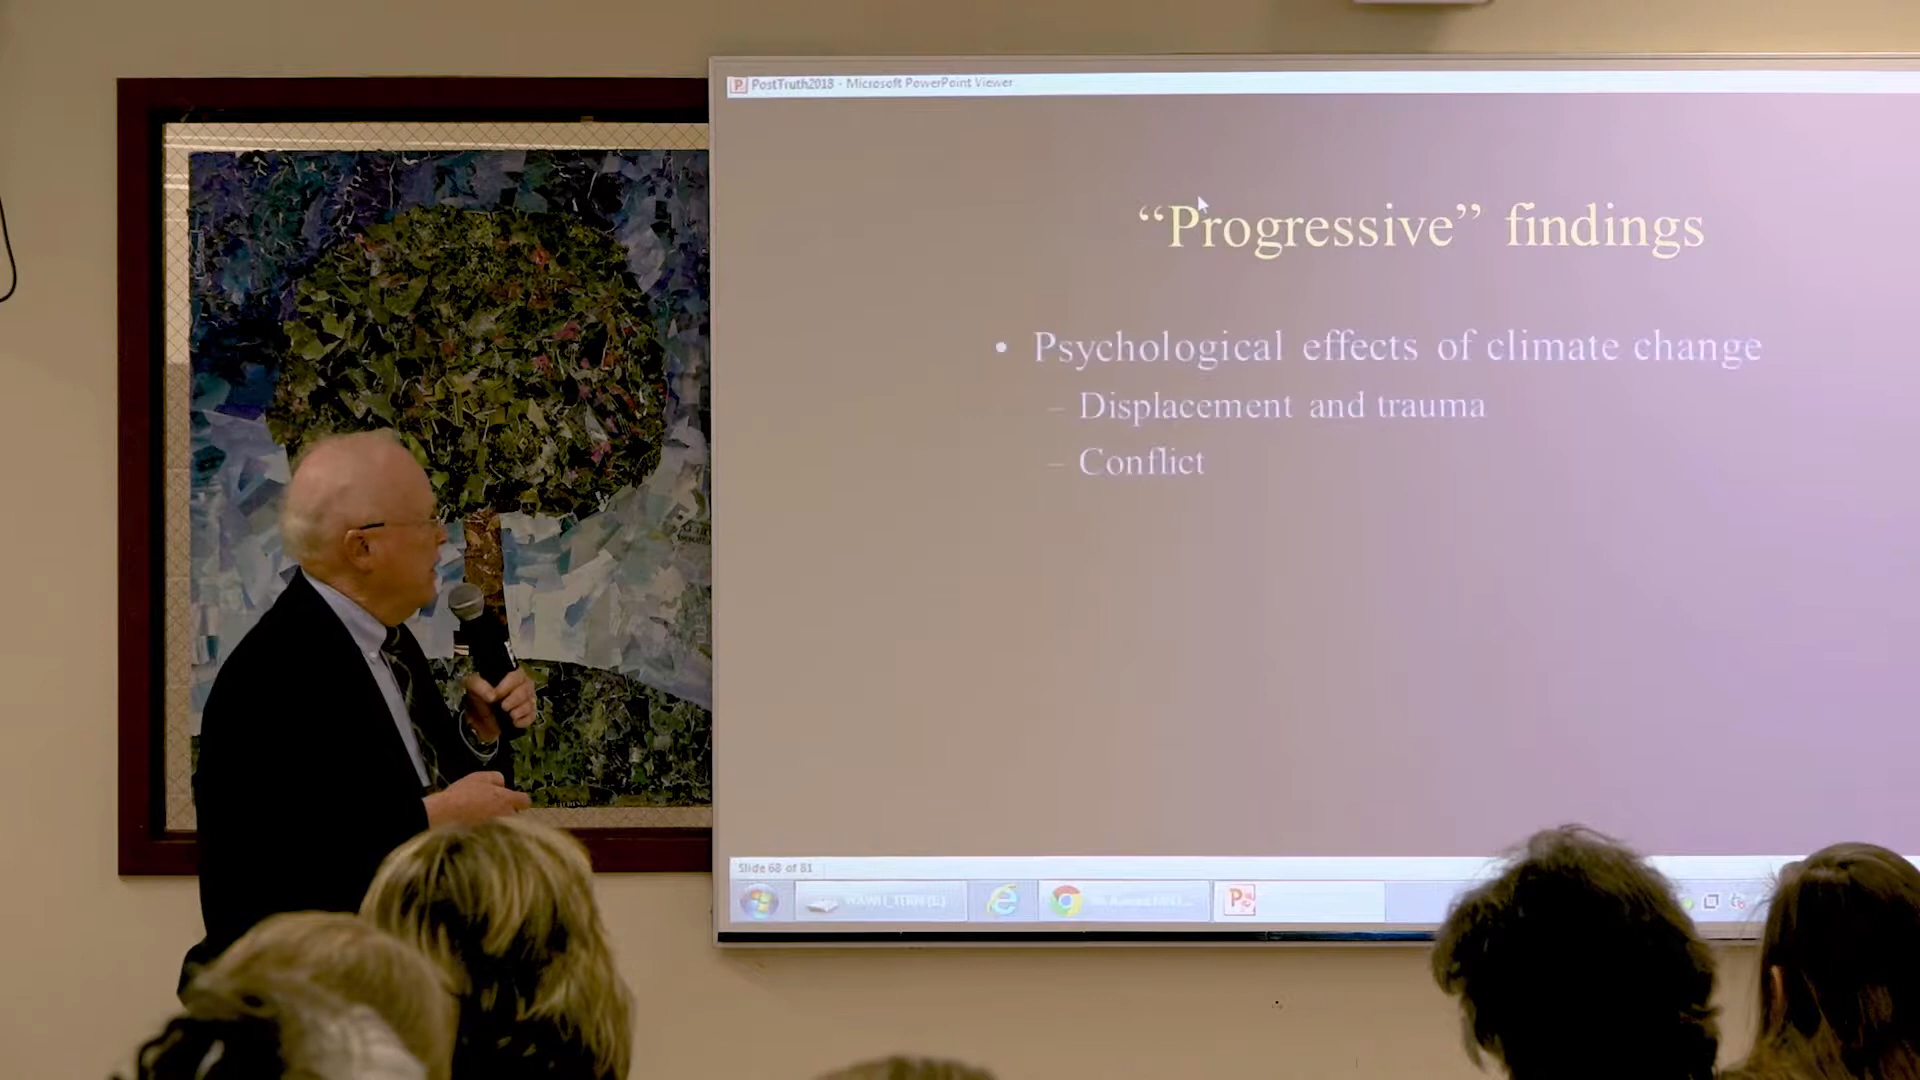 PostTruth2018 - Microsoft PowerPoint Viewer
“Progressive” findings
• Psychological effects of climate change
– Displacement and trauma
– Conflict
Slide 68 of 81